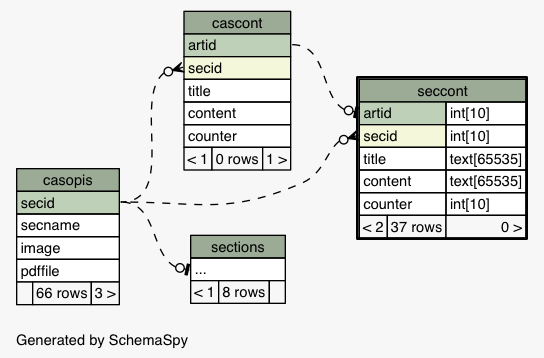 cascont
artid
secid
title
content
counter
< 1 0 rows 1 >
seccont
artid int[10]
secid int[10]
title text[65535]
content text[65535]
counter int[10]
< 2 37 rows 0 >
casopis
secid
secname
image
pdffile
66 rows 3 >
sections
...
< 1 8 rows
Generated by SchemaSpy